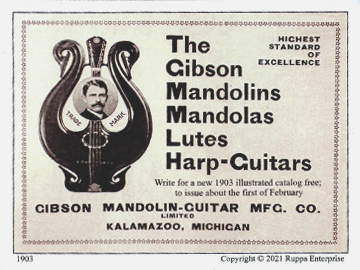 The
Gibson
Mandolins
Mandolas
Lutes
Harp-Guitars
HIGHEST
STANDARD
OF
EXCELLENCE
TRADE MARK
Write for a new 1903 illustrated catalog free;
to issue about the first of February
GIBSON MANDOLIN-GUITAR MFG. CO.
LIMITED
KALAMAZOO, MICHIGAN
1903
Copyright © 2021 Ruppa Enterprise